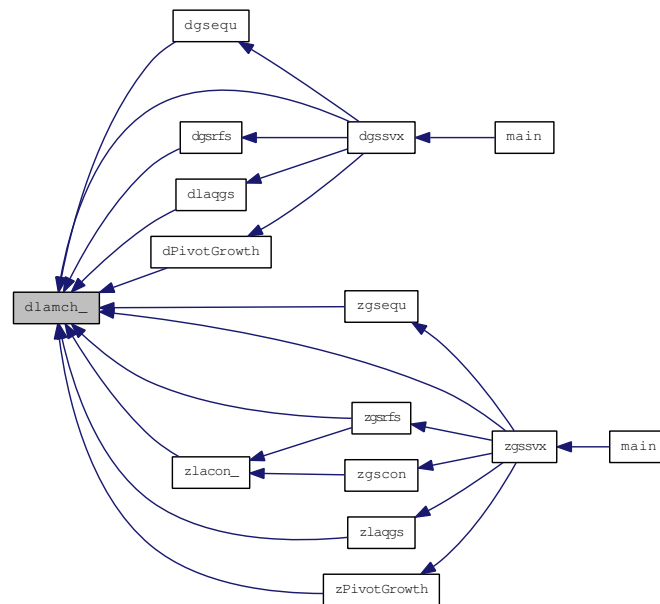 dgsequ
dgsrfs
dgssvx
main
dlaqgs
dPivotGrowth
dlamch_
zgsequ
zgsrfs
zgssvx
main
zlacon_
zgscon
zlaqgs
zPivotGrowth